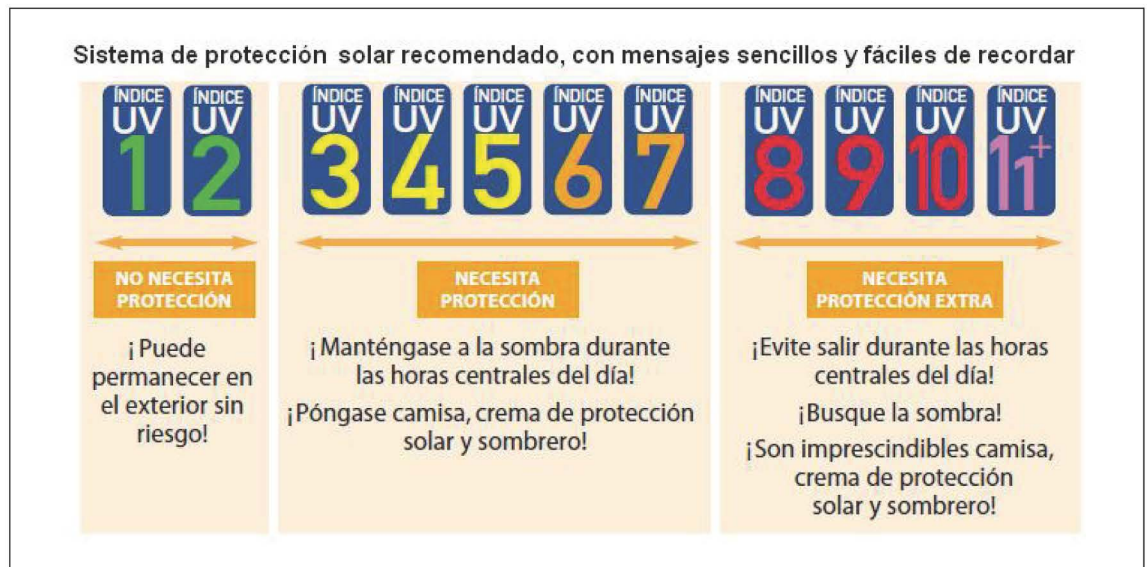 Sistema de protección solar recomendado, con mensajes sencillos y fáciles de recordar
ÍNDICE
UV
1
ÍNDICE
UV
2
ÍNDICE
UV
3
ÍNDICE
UV
4
ÍNDICE
UV
5
ÍNDICE
UV
6
ÍNDICE
UV
7
ÍNDICE
UV
8
ÍNDICE
UV
9
ÍNDICE
UV
10
ÍNDICE
UV
11+
NO NECESITA
PROTECCIÓN
¡Puede
permanecer en
el exterior sin
riesgo!
NECESITA
PROTECCIÓN
¡Manténgase a la sombra durante
las horas centrales del día!
¡Póngase camisa, crema de protección
solar y sombrero!
NECESITA
PROTECCIÓN EXTRA
¡Evite salir durante las horas
centrales del día!
¡Busque la sombra!
¡Son imprescindibles camisa,
crema de protección
solar y sombrero!